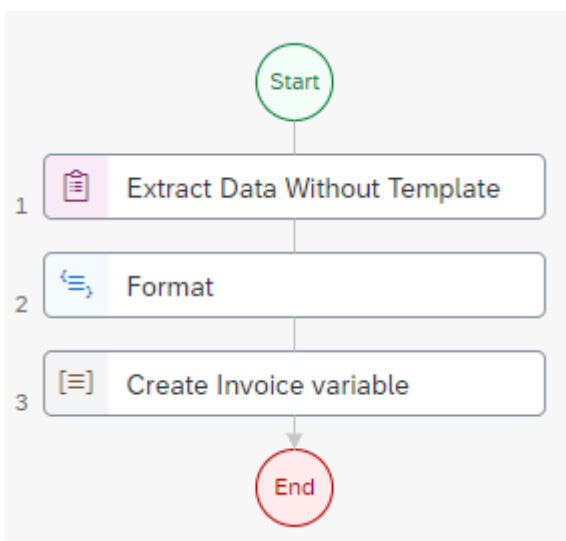 Start
1 Extract Data Without Template
2 Format
3 Create Invoice variable
End